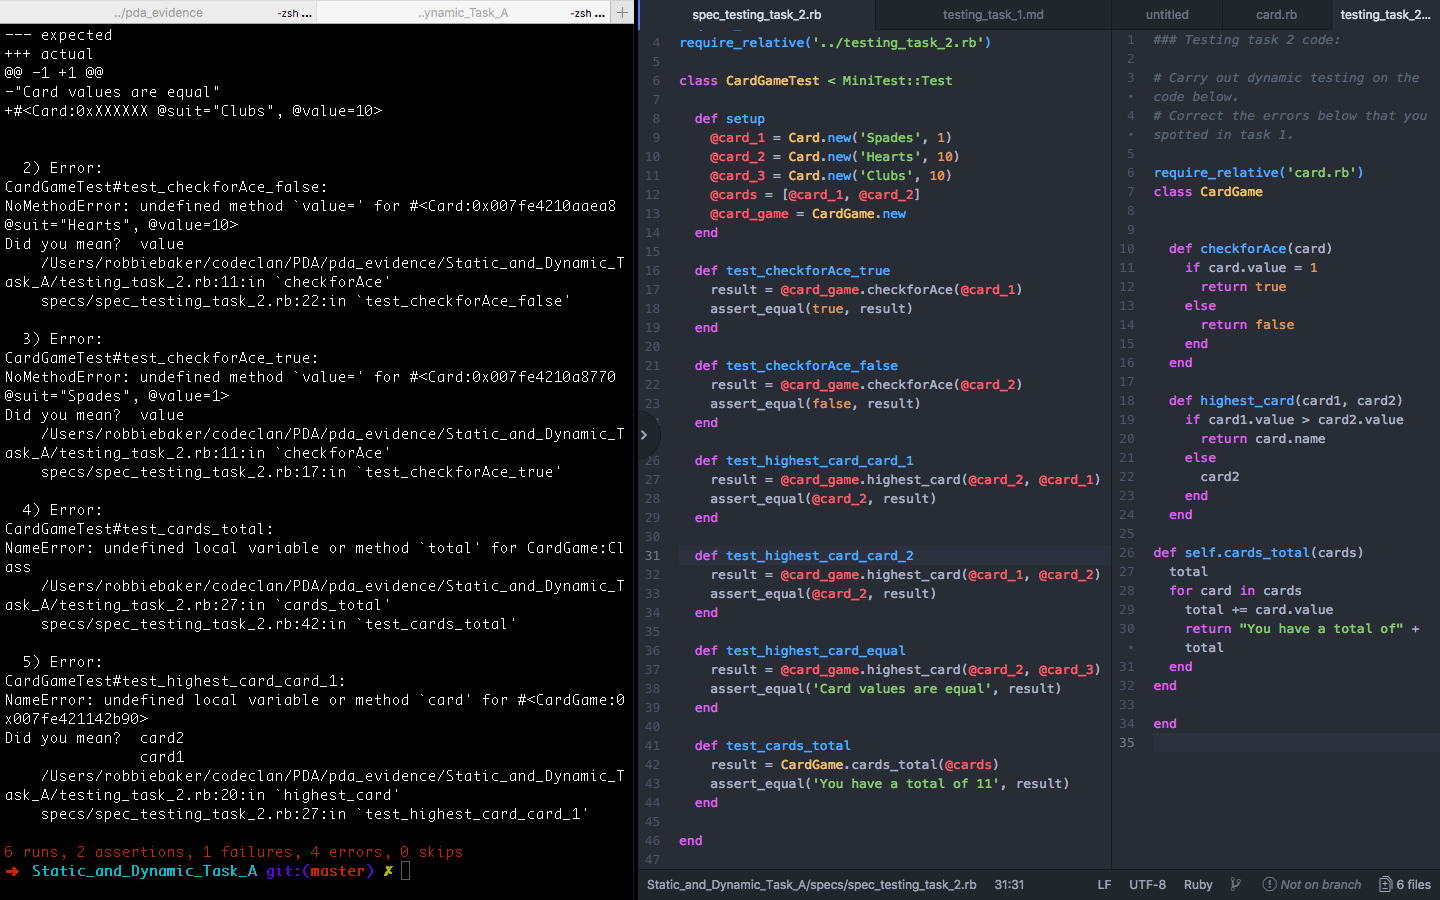 ../pda_evidence -zsh ...
..ynamic_Task_A -zsh ... +
--- expected
+++ actual
@@ -1 +1 @@
-"Card values are equal"
+#<Card:0xXXXXXX @suit="Clubs", @value=10>
2) Error:
CardGameTest#test_checkforAce_false:
NoMethodError: undefined method `value=' for #<Card:0x007fe4210aaea8
@suit="Hearts", @value=10>
Did you mean?  value
/Users/robbiebaker/codeclan/PDA/pda_evidence/Static_and_Dynamic_T
ask_A/testing_task_2.rb:11:in `checkforAce'
specs/spec_testing_task_2.rb:22:in `test_checkforAce_false'
3) Error:
CardGameTest#test_checkforAce_true:
NoMethodError: undefined method `value=' for #<Card:0x007fe4210a8770
@suit="Spades", @value=1>
Did you mean?  value
/Users/robbiebaker/codeclan/PDA/pda_evidence/Static_and_Dynamic_T
ask_A/testing_task_2.rb:11:in `checkforAce'
specs/spec_testing_task_2.rb:17:in `test_checkforAce_true'
4) Error:
CardGameTest#test_cards_total:
NameError: undefined local variable or method `total' for CardGame:Cl
ass
/Users/robbiebaker/codeclan/PDA/pda_evidence/Static_and_Dynamic_T
ask_A/testing_task_2.rb:27:in `cards_total'
specs/spec_testing_task_2.rb:42:in `test_cards_total'
5) Error:
CardGameTest#test_highest_card_card_1:
NameError: undefined local variable or method `card' for #<CardGame:0
x007fe421142b90>
Did you mean?  card2
card1
/Users/robbiebaker/codeclan/PDA/pda_evidence/Static_and_Dynamic_T
ask_A/testing_task_2.rb:20:in `highest_card'
specs/spec_testing_task_2.rb:27:in `test_highest_card_card_1'
6 runs, 2 assertions, 1 failures, 4 errors, 0 skips
➜ Static_and_Dynamic_Task_A git:(master) ✗
spec_testing_task_2.rb
testing_task_1.md
4 require_relative('../testing_task_2.rb')
5
6 class CardGameTest < MiniTest::Test
7
8 def setup
9 @card_1 = Card.new('Spades', 1)
10 @card_2 = Card.new('Hearts', 10)
11 @card_3 = Card.new('Clubs', 10)
12 @cards = [@card_1, @card_2]
13 @card_game = CardGame.new
14 end
15
16 def test_checkforAce_true
17 result = @card_game.checkforAce(@card_1)
18 assert_equal(true, result)
19 end
20
21 def test_checkforAce_false
22 result = @card_game.checkforAce(@card_2)
23 assert_equal(false, result)
end
26 def test_highest_card_card_1
27 result = @card_game.highest_card(@card_2, @card_1)
28 assert_equal(@card_2, result)
29 end
30
31 def test_highest_card_card_2
32 result = @card_game.highest_card(@card_1, @card_2)
33 assert_equal(@card_2, result)
34 end
35
36 def test_highest_card_equal
37 result = @card_game.highest_card(@card_2, @card_3)
38 assert_equal('Card values are equal', result)
39 end
40
41 def test_cards_total
42 result = CardGame.cards_total(@cards)
43 assert_equal('You have a total of 11', result)
44 end
45
46 end
47
untitled
card.rb
testing_task_2...
1 ### Testing task 2 code:
2
3 # Carry out dynamic testing on the
• code below.
4 # Correct the errors below that you
• spotted in task 1.
5
6 require_relative('card.rb')
7 class CardGame
8
9
10 def checkforAce(card)
11 if card.value = 1
12 return true
13 else
14 return false
15 end
16 end
17
18 def highest_card(card1, card2)
19 if card1.value > card2.value
20 return card.name
21 else
22 card2
23 end
24 end
25
26 def self.cards_total(cards)
27 total
28 for card in cards
29 total += card.value
30 return "You have a total of" +
• total
31 end
32 end
33
34 end
35
Static_and_Dynamic_Task_A/specs/spec_testing_task_2.rb 31:31
LF UTF-8 Ruby Not on branch 6 files